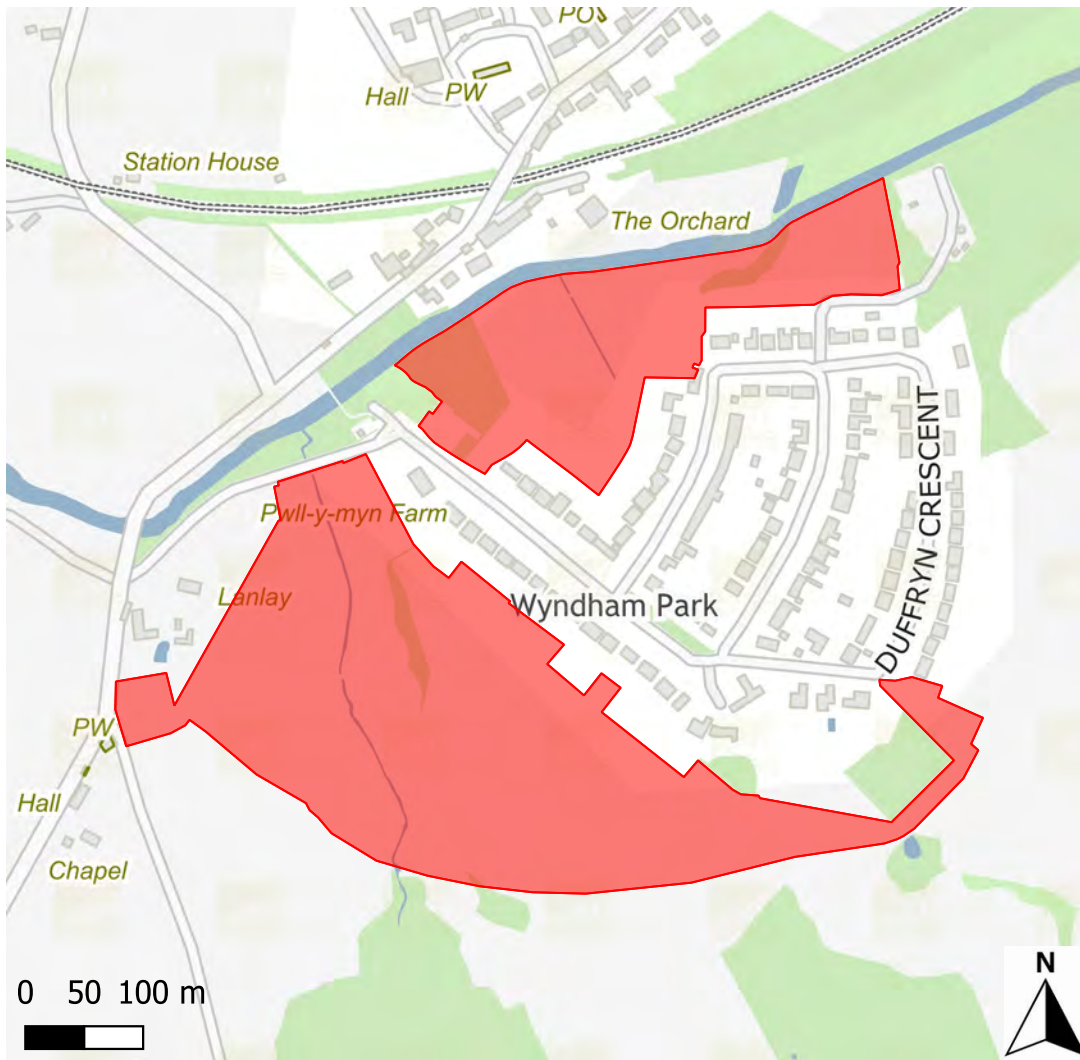 PO
Hall
PW
Station House
The Orchard
DUFFRYN CRESCENT
Pwll-y-myn Farm
Lanlay
Wyndham Park
PW
Hall
Chapel
N
0 50 100 m